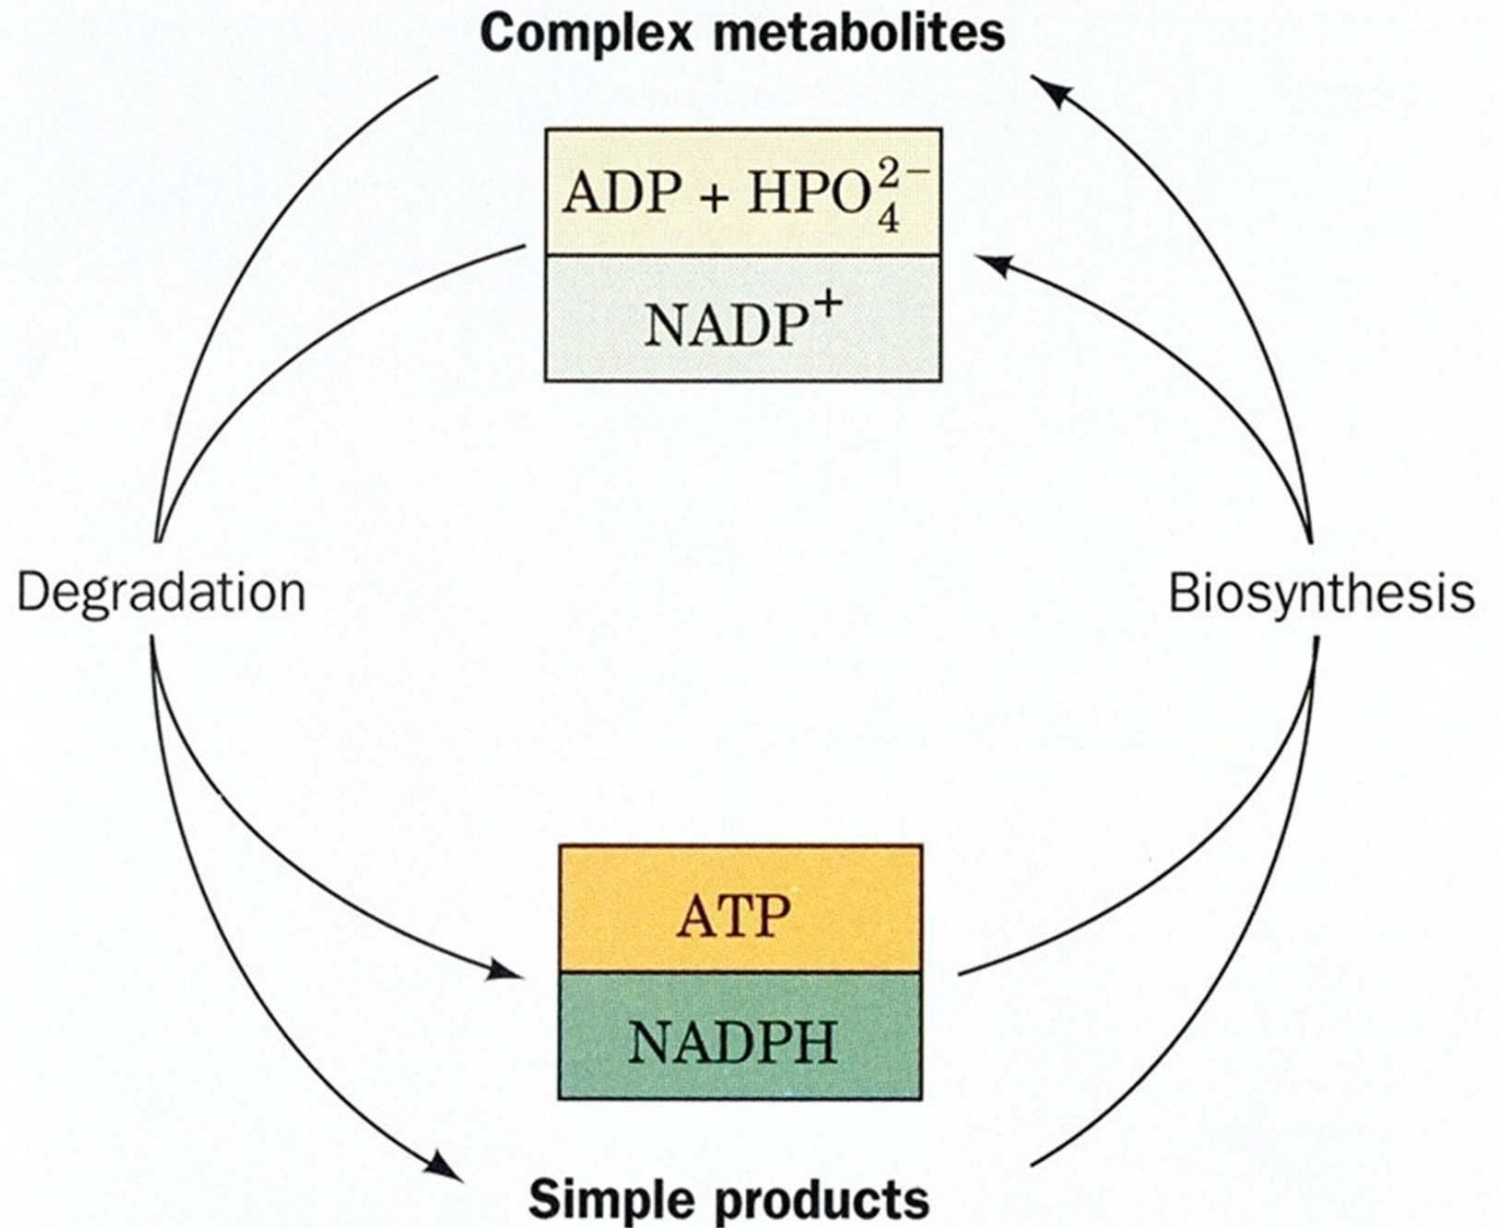 Complex metabolites
ADP + HPO₄²⁻
NADP⁺
Degradation
Biosynthesis
ATP
NADPH
Simple products